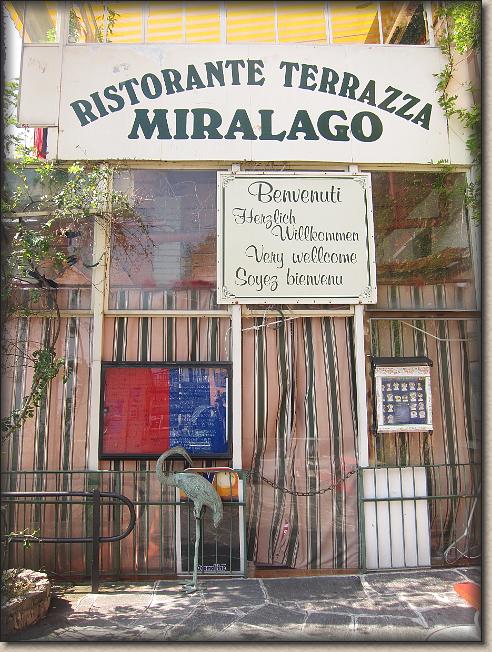 RISTORANTE TERRAZZA
MIRALAGO
Benvenuti
Herzlich
Willkommen
Very wellcome
Soyez bienvenu